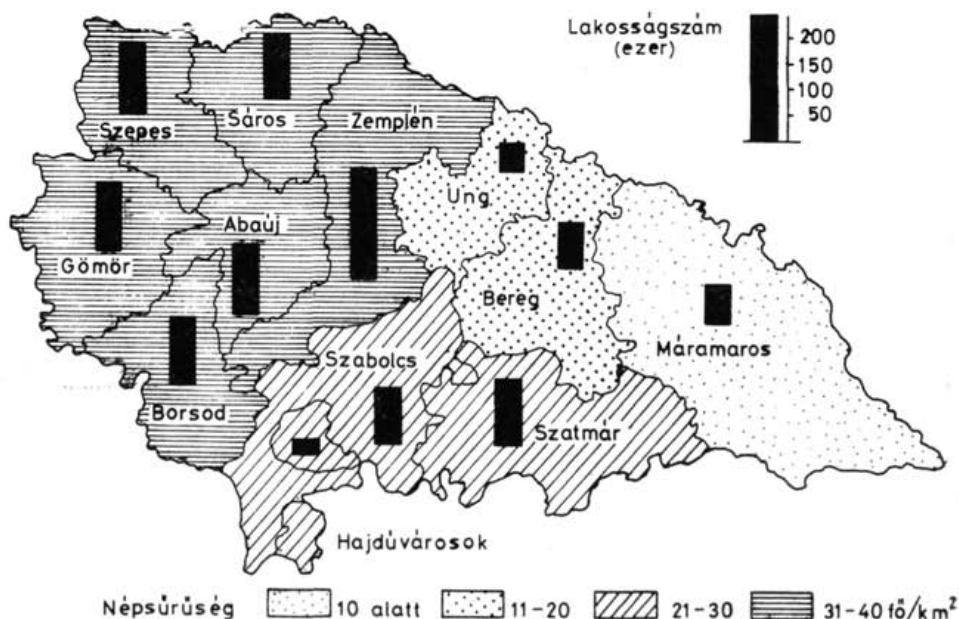 Lakosságszám
(ezer)
200
150
100
50
Szepes
Sáros
Zemplén
Ung
Abaúj
Gömör
Bereg
Máramaros
Szabolcs
Borsod
Szatmár
Hajdúvárosok
Népsűrűség 10 alatt 11-20 21-30 31-40 fő/km²